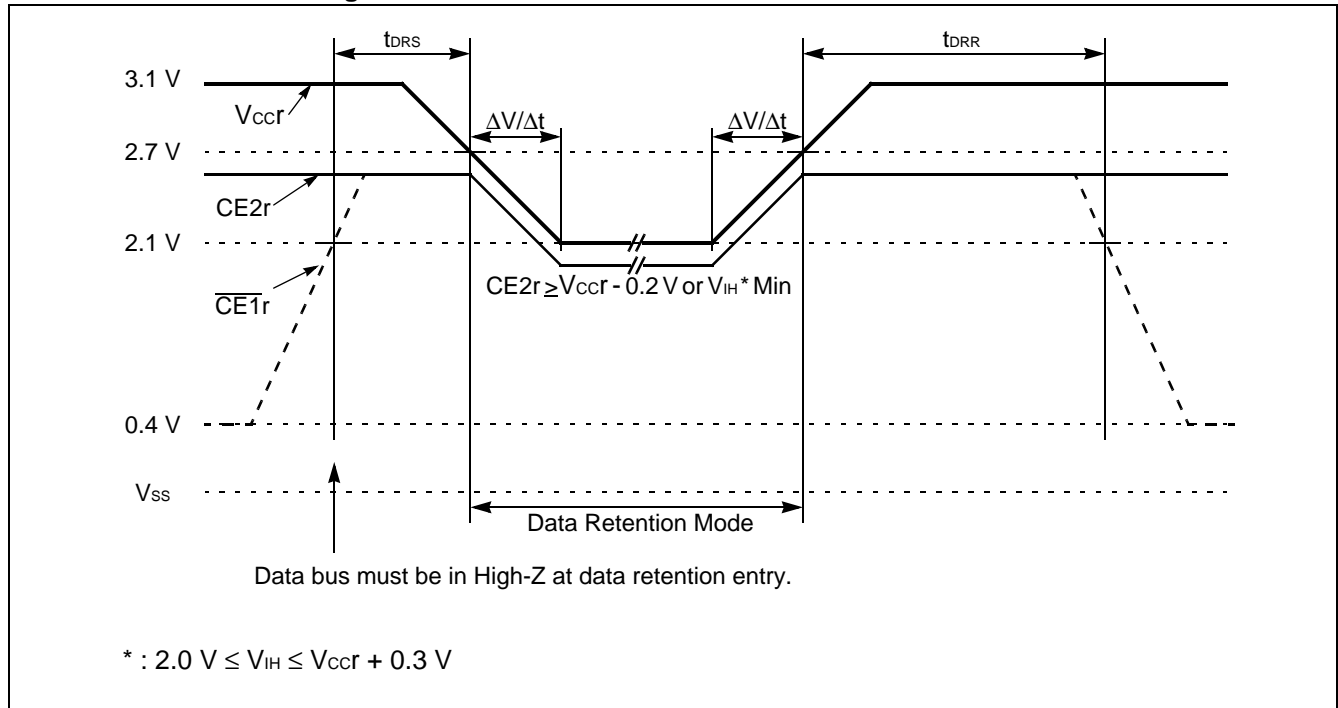 tDRS
tDRR
3.1 V
VCCr
ΔV/Δt
ΔV/Δt
2.7 V
CE2r
2.1 V
CE2r ≥ VCCr - 0.2 V or VIH* Min
C̅E̅1̅r
0.4 V
VSS
Data Retention Mode
Data bus must be in High-Z at data retention entry.
* : 2.0 V ≤ VIH ≤ VCCr + 0.3 V